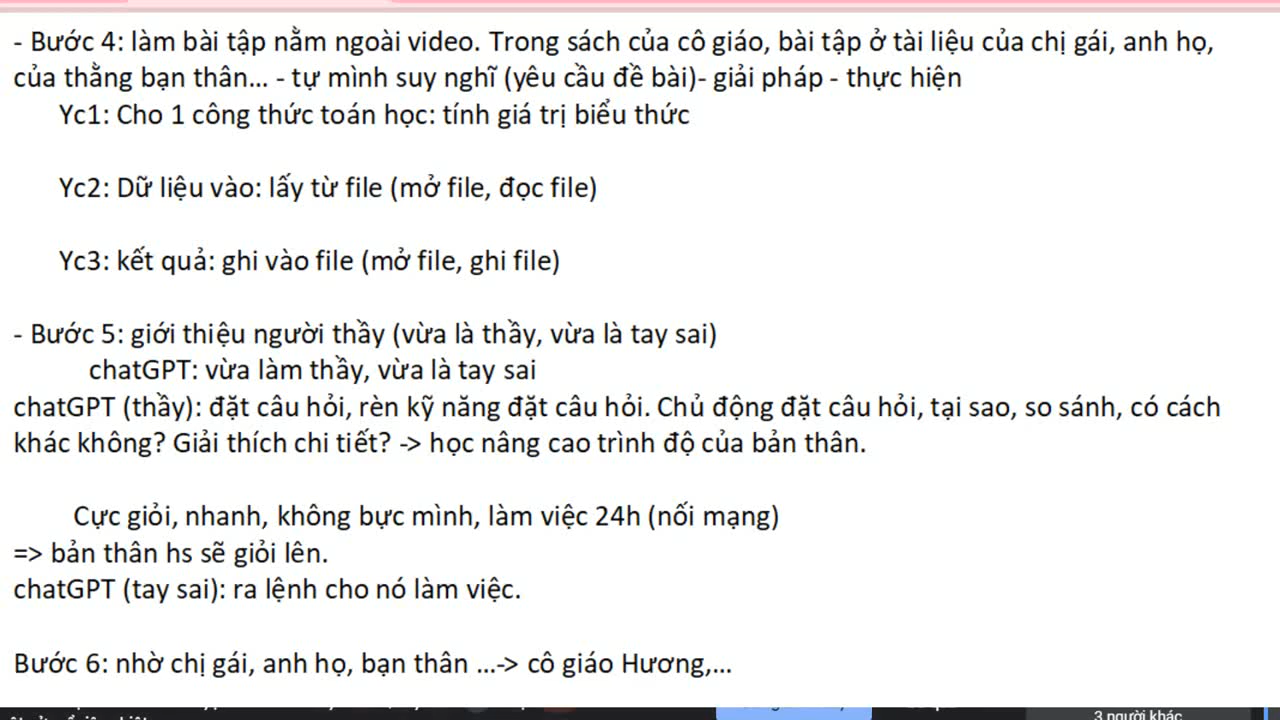 - Bước 4: làm bài tập nằm ngoài video. Trong sách của cô giáo, bài tập ở tài liệu của chị gái, anh họ,
của thằng bạn thân... - tự mình suy nghĩ (yêu cầu đề bài)- giải pháp - thực hiện
Yc1: Cho 1 công thức toán học: tính giá trị biểu thức
Yc2: Dữ liệu vào: lấy từ file (mở file, đọc file)
Yc3: kết quả: ghi vào file (mở file, ghi file)
- Bước 5: giới thiệu người thầy (vừa là thầy, vừa là tay sai)
chatGPT: vừa làm thầy, vừa là tay sai
chatGPT (thầy): đặt câu hỏi, rèn kỹ năng đặt câu hỏi. Chủ động đặt câu hỏi, tại sao, so sánh, có cách
khác không? Giải thích chi tiết? -> học nâng cao trình độ của bản thân.
Cực giỏi, nhanh, không bực mình, làm việc 24h (nối mạng)
=> bản thân hs sẽ giỏi lên.
chatGPT (tay sai): ra lệnh cho nó làm việc.
Bước 6: nhờ chị gái, anh họ, bạn thân ...-> cô giáo Hương,...
3 người khác